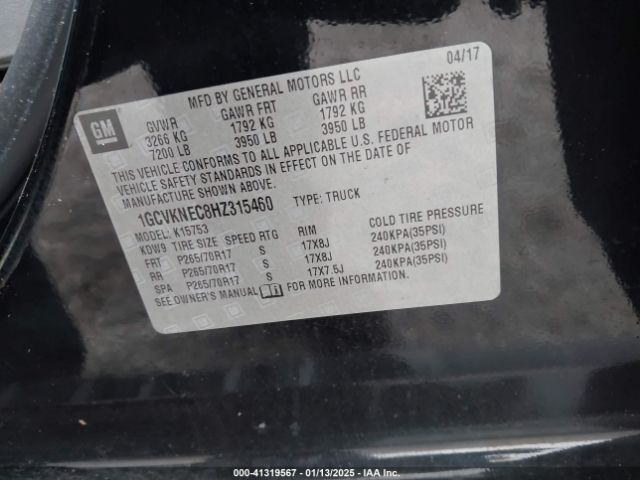 04/17
MFD BY GENERAL MOTORS LLC
GM
GVWR GAWR FRT GAWR RR
3266 KG 1792 KG 1792 KG
7200 LB 3950 LB 3950 LB
THIS VEHICLE CONFORMS TO ALL APPLICABLE U.S. FEDERAL MOTOR
VEHICLE SAFETY STANDARDS IN EFFECT ON THE DATE OF
MANUFACTURE SHOWN ABOVE.
1GCVKNEC8HZ315460 TYPE: TRUCK
MODEL: K15753
KDW9 TIRE SIZE SPEED RTG RIM COLD TIRE PRESSURE
FRT P265/70R17 S 17X8J 240KPA(35PSI)
RR P265/70R17 S 17X8J 240KPA(35PSI)
SPA P265/70R17 S 17X7.5J 240KPA(35PSI)
SEE OWNER'S MANUAL FOR MORE INFORMATION.
000-41319567 - 01/13/2025 - IAA Inc.